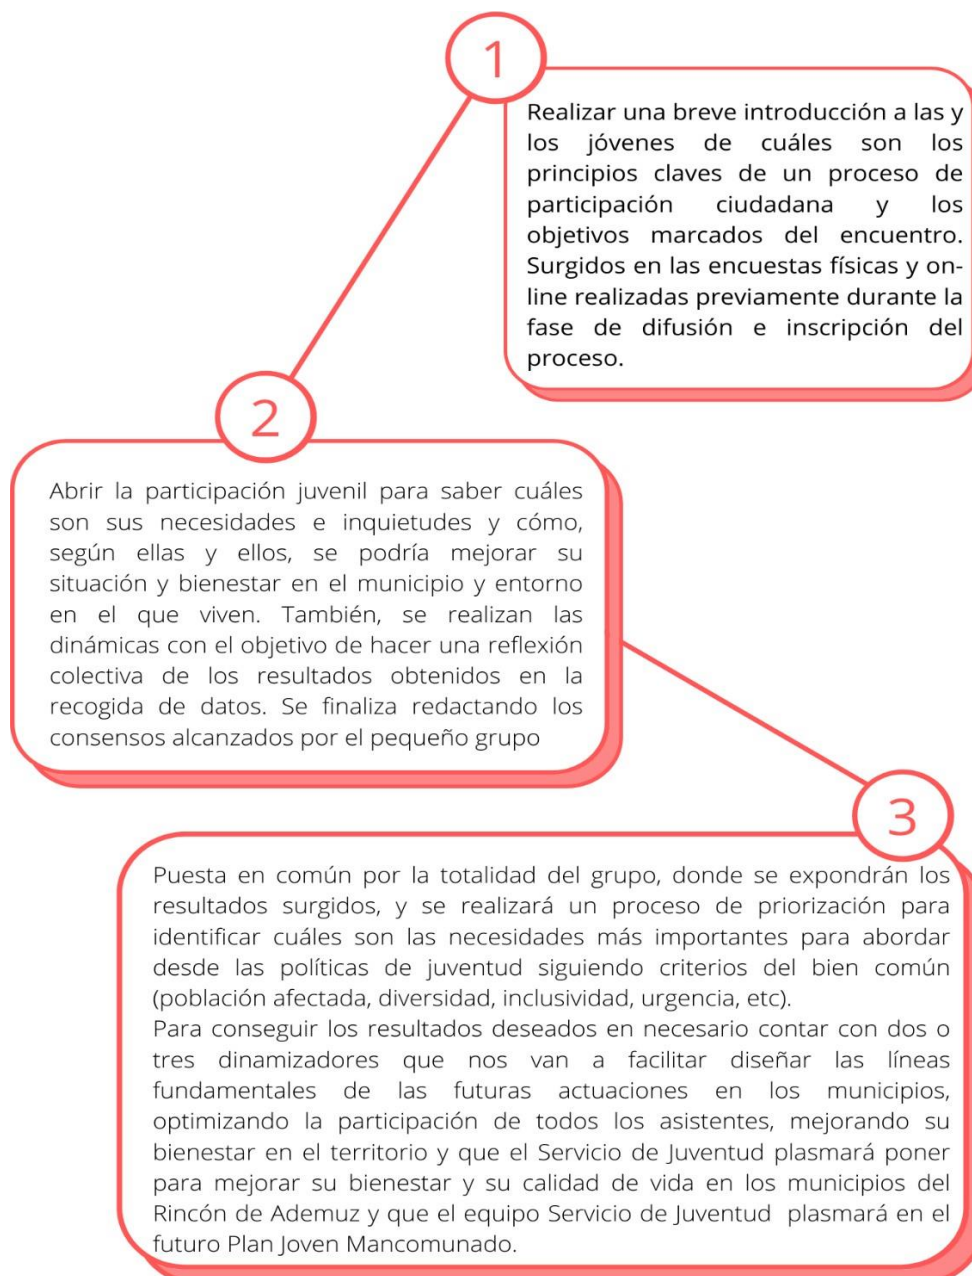 1
Realizar una breve introducción a las y
los jóvenes de cuáles son los
principios claves de un proceso de
participación ciudadana y los
objetivos marcados del encuentro.
Surgidos en las encuestas físicas y on-
line realizadas previamente durante la
fase de difusión e inscripción del
proceso.
2
Abrir la participación juvenil para saber cuáles
son sus necesidades e inquietudes y cómo,
según ellas y ellos, se podría mejorar su
situación y bienestar en el municipio y entorno
en el que viven. También, se realizan las
dinámicas con el objetivo de hacer una reflexión
colectiva de los resultados obtenidos en la
recogida de datos. Se finaliza redactando los
consensos alcanzados por el pequeño grupo
3
Puesta en común por la totalidad del grupo, donde se expondrán los
resultados surgidos, y se realizará un proceso de priorización para
identificar cuáles son las necesidades más importantes para abordar
desde las políticas de juventud siguiendo criterios del bien común
(población afectada, diversidad, inclusividad, urgencia, etc).
Para conseguir los resultados deseados en necesario contar con dos o
tres dinamizadores que nos van a facilitar diseñar las líneas
fundamentales de las futuras actuaciones en los municipios,
optimizando la participación de todos los asistentes, mejorando su
bienestar en el territorio y que el Servicio de Juventud plasmará poner
para mejorar su bienestar y su calidad de vida en los municipios del
Rincón de Ademuz y que el equipo Servicio de Juventud plasmará en el
futuro Plan Joven Mancomunado.